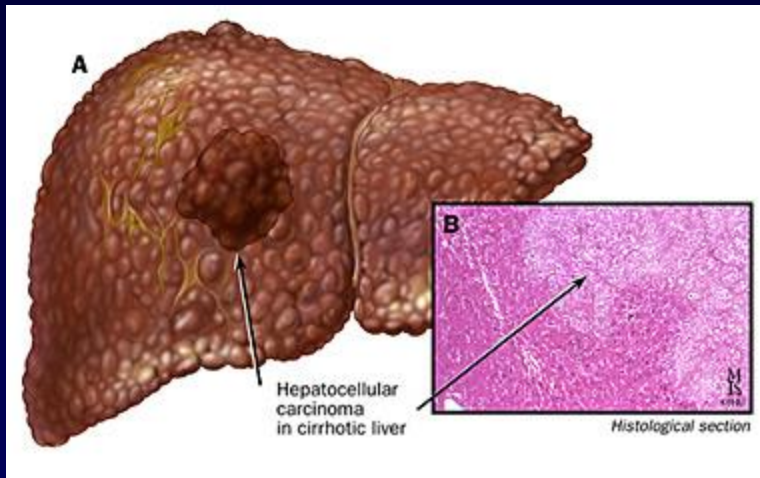 A
B
Hepatocellular
carcinoma
in cirrhotic liver
Histological section